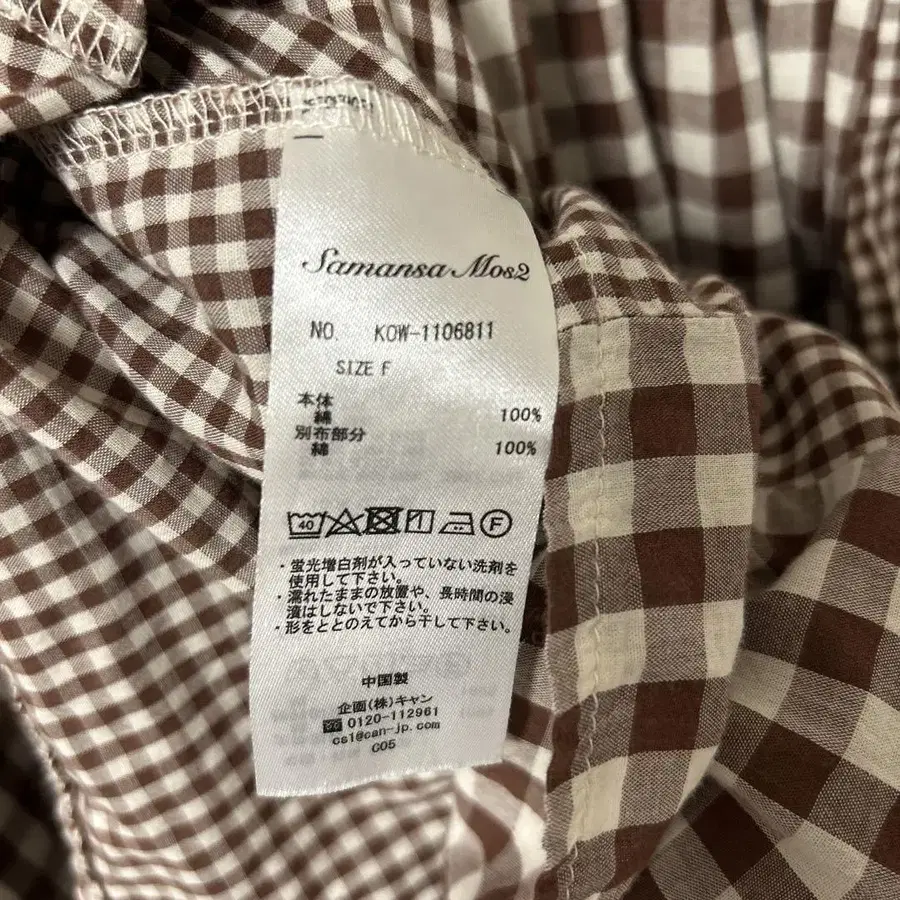 Samansa Mos2
NO. KOW-1106811
SIZE F
本体
綿 100%
別布部分
綿 100%
40 F
・蛍光増白剤が入っていない洗剤を
使用して下さい。
・濡れたままの放置や、長時間の浸
漬はしないで下さい。
・形をととのえてから干して下さい。
中国製
企画(株)キャン
☎0120-112961
cs1@can-jp.com
C05